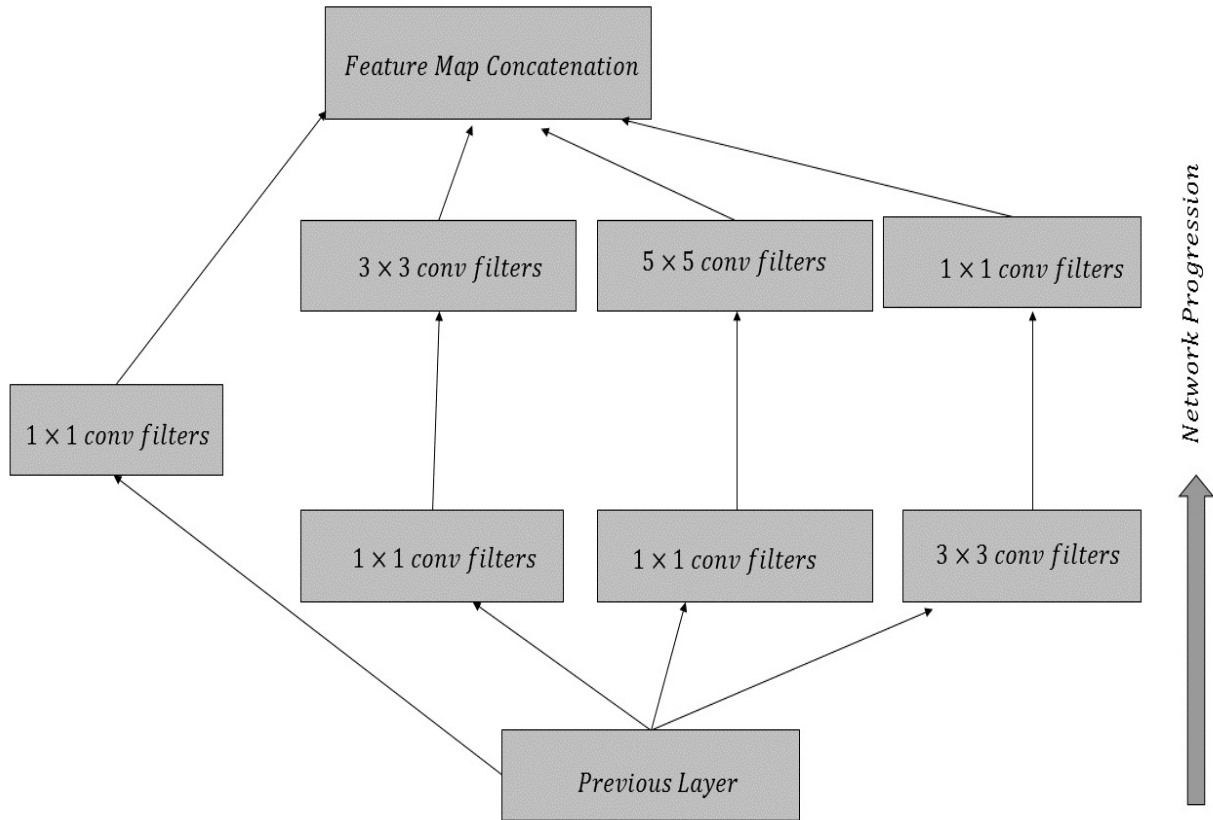 Feature Map Concatenation
3 × 3 conv filters
5 × 5 conv filters
1 × 1 conv filters
1 × 1 conv filters
1 × 1 conv filters
1 × 1 conv filters
3 × 3 conv filters
Previous Layer
Network Progression